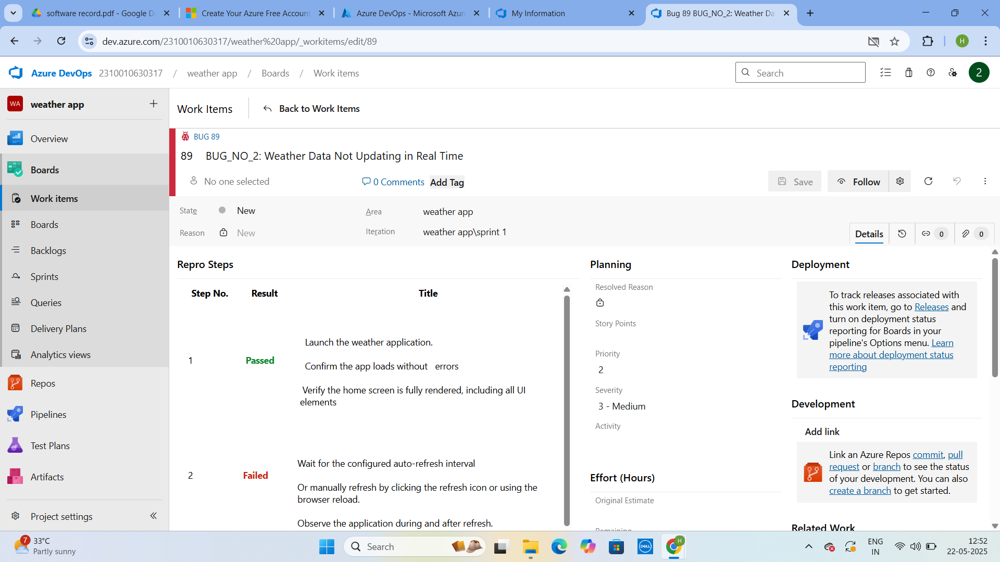 software record.pdf - Google D
Create Your Azure Free Account
Azure DevOps - Microsoft Azure
My Information
Bug 89 BUG_NO_2: Weather Da
dev.azure.com/2310010630317/weather%20app/_workitems/edit/89
H
Azure DevOps 2310010630317 / weather app / Boards / Work items
Search
2
WA weather app
Overview
Boards
Work items
Boards
Backlogs
Sprints
Queries
Delivery Plans
Analytics views
Repos
Pipelines
Test Plans
Artifacts
Project settings
Work Items
Back to Work Items
BUG 89
89 BUG_NO_2: Weather Data Not Updating in Real Time
No one selected
0 Comments
Add Tag
Save
Follow
State New
Reason New
Area weather app
Iteration weather app\sprint 1
Details
0
0
Repro Steps
Step No. Result Title
1 Passed
Launch the weather application.
Confirm the app loads without errors
Verify the home screen is fully rendered, including all UI
elements
2 Failed
Wait for the configured auto-refresh interval
Or manually refresh by clicking the refresh icon or using the
browser reload.
Observe the application during and after refresh.
Planning
Resolved Reason
Story Points
Priority
2
Severity
3 - Medium
Activity
Effort (Hours)
Original Estimate
Remaining
Deployment
To track releases associated with
this work item, go to Releases and
turn on deployment status
reporting for Boards in your
pipeline's Options menu. Learn
more about deployment status
reporting
Development
Add link
Link an Azure Repos commit, pull
request or branch to see the status
of your development. You can also
create a branch to get started.
Related Work
7
33°C
Partly sunny
Search
DELL
H
ENG
IN
12:52
22-05-2025